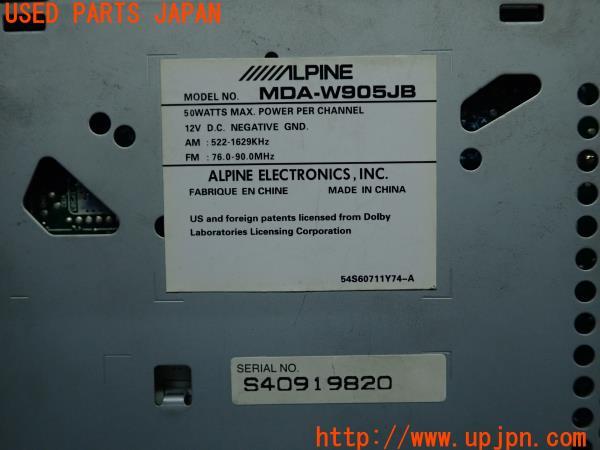 USED PARTS JAPAN
ALPINE
MODEL NO. MDA-W905JB
50WATTS MAX. POWER PER CHANNEL
12V D.C. NEGATIVE GND.
AM : 522-1629KHz
FM : 76.0-90.0MHz
ALPINE ELECTRONICS, INC.
FABRIQUE EN CHINE MADE IN CHINA
US and foreign patents licensed from Dolby
Laboratories Licensing Corporation
54S60711Y74-A
SERIAL NO.
S40919820
http://www.upjpn.com/